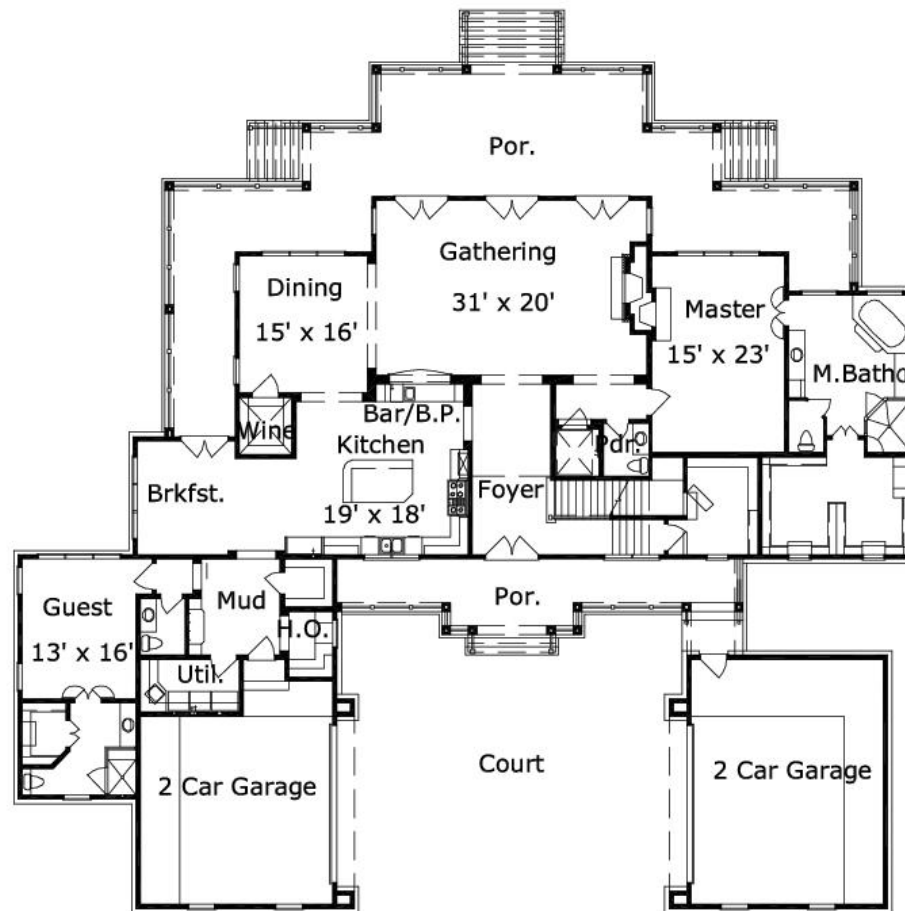 Por.
Gathering
31' x 20'
Dining
15' x 16'
Master
15' x 23'
M.Bath
Bar/B.P.
Wine
Kitchen
Pdr.
Brkfst.
19' x 18'
Foyer
Guest
13' x 16'
Mud
Por.
H.O.
Util.
Court
2 Car Garage
2 Car Garage